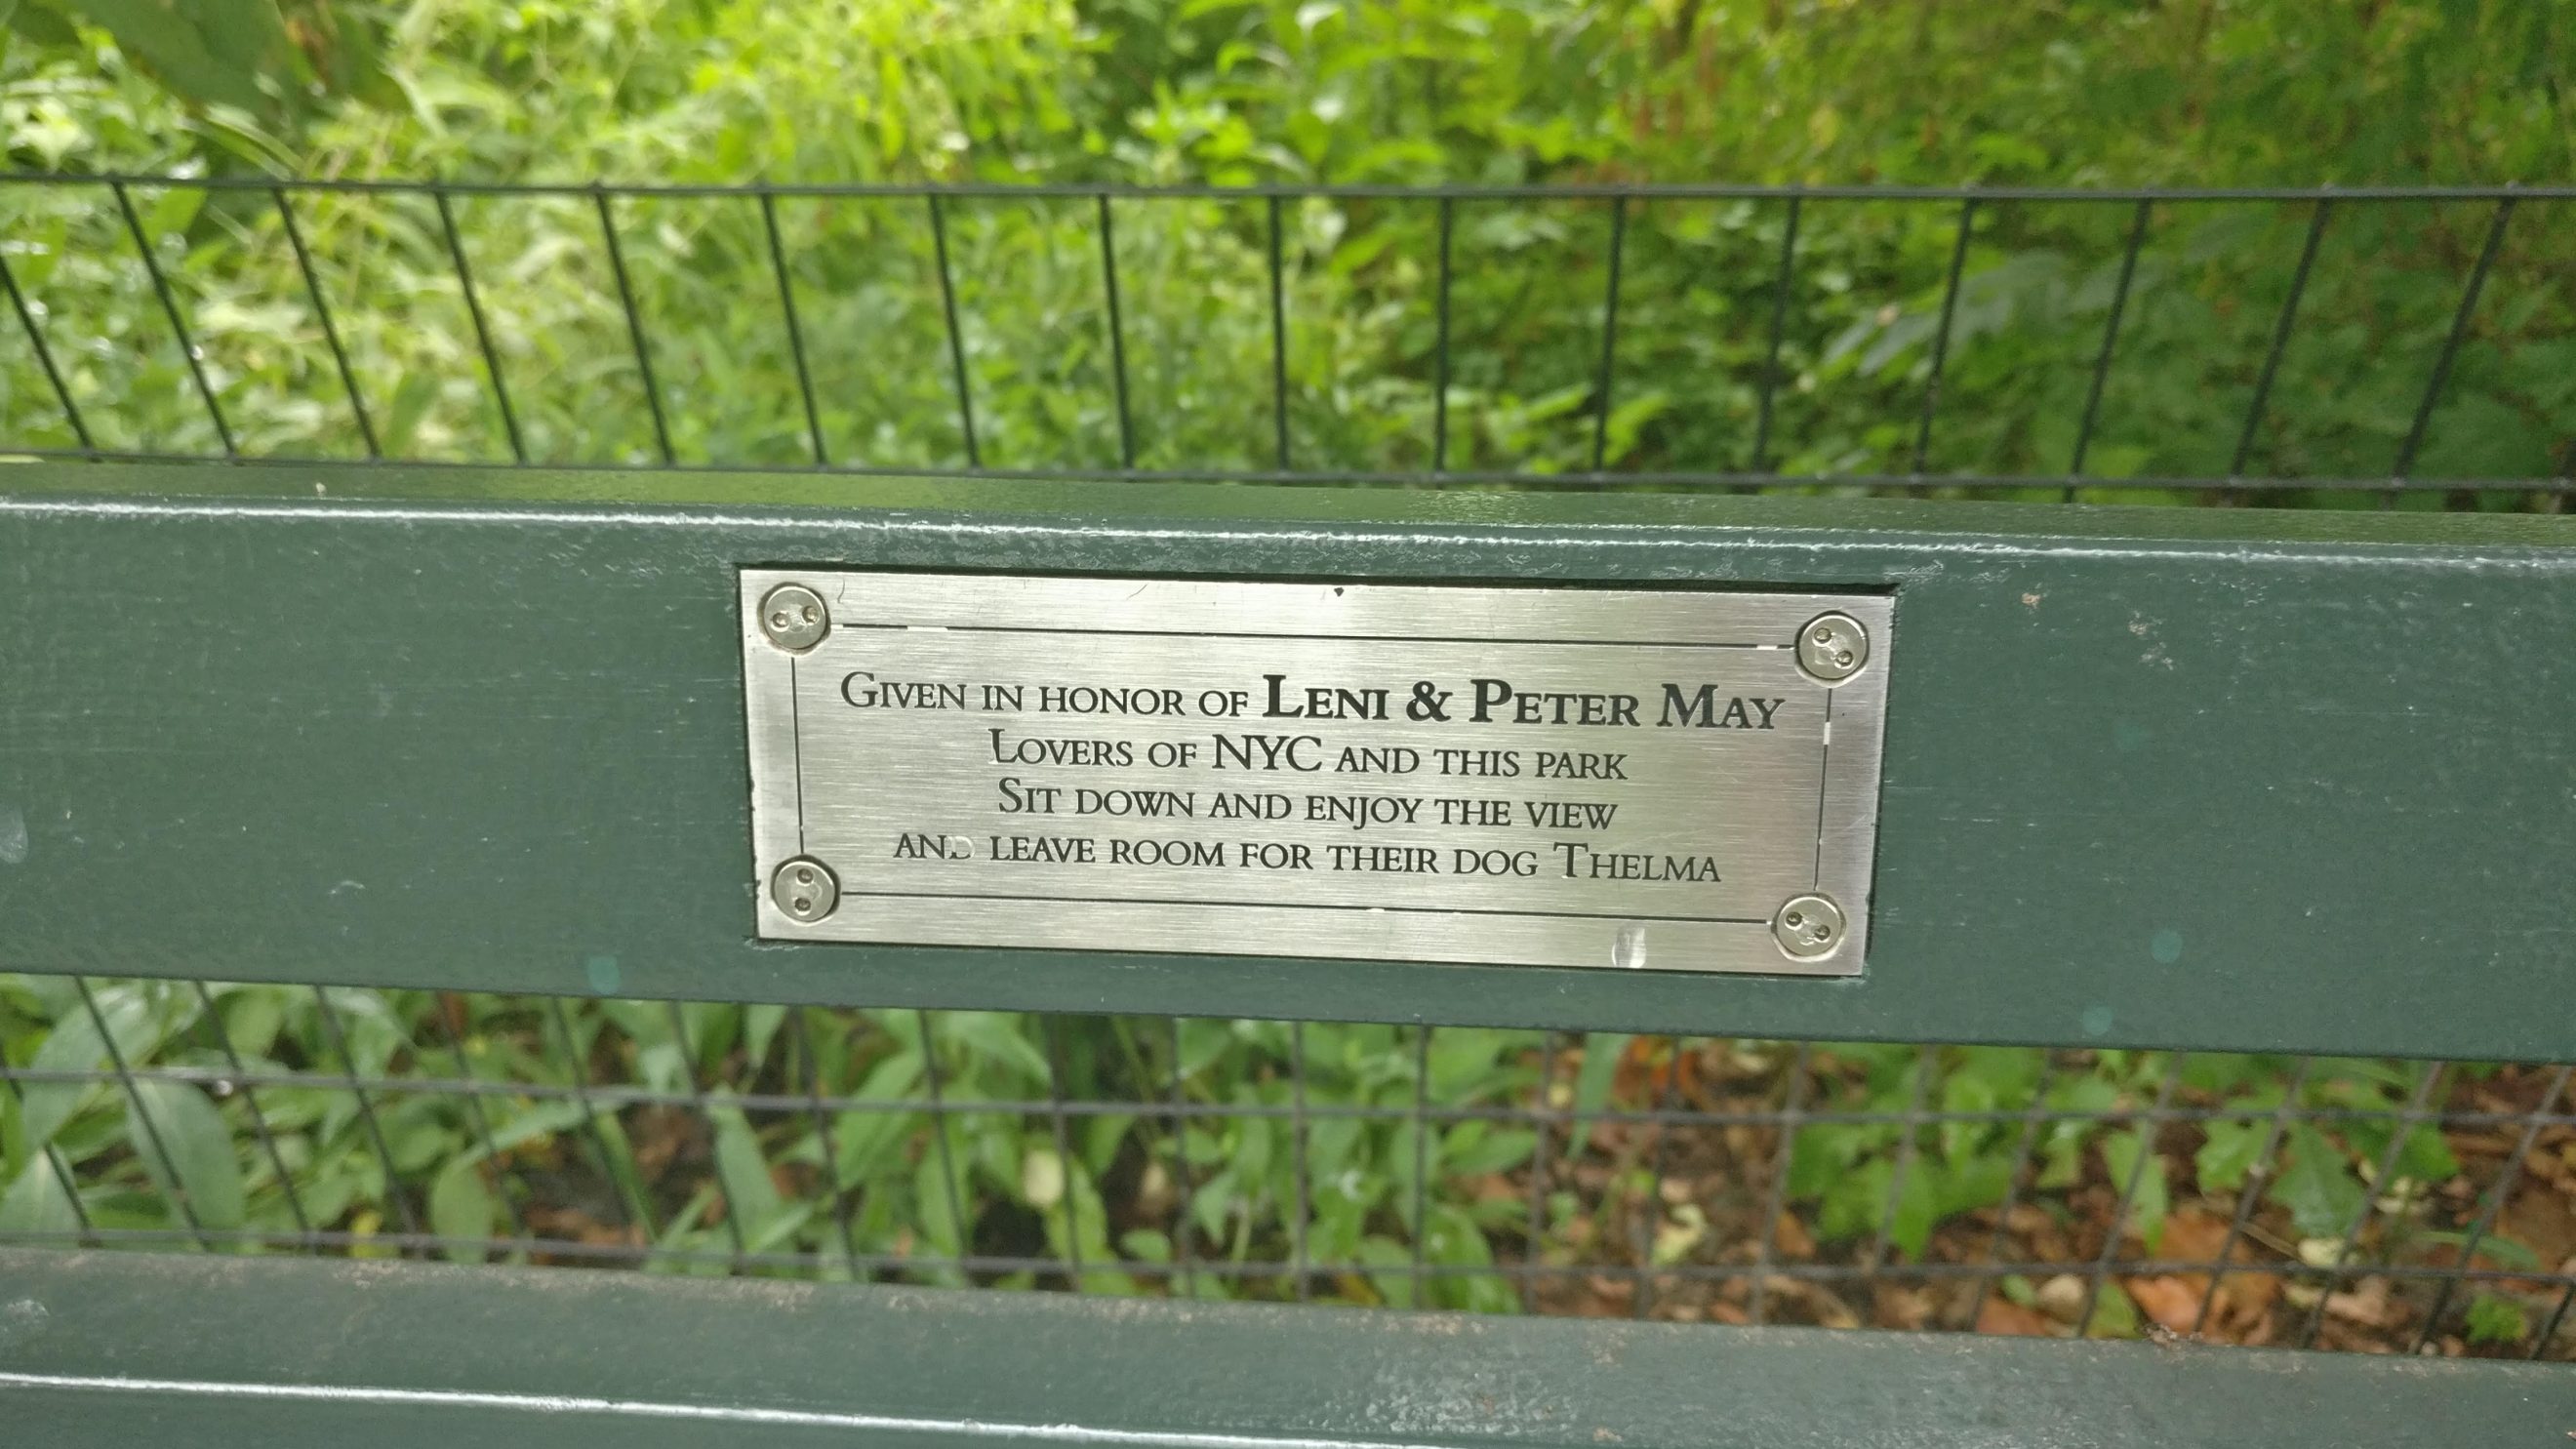 Given in honor of Leni & Peter May
Lovers of NYC and this park
Sit down and enjoy the view
and leave room for their dog Thelma